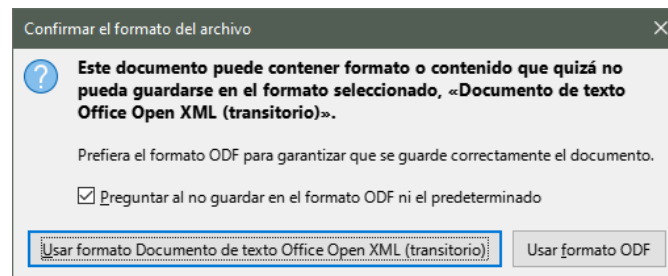 Confirmar el formato del archivo
Este documento puede contener formato o contenido que quizá no
pueda guardarse en el formato seleccionado, «Documento de texto
Office Open XML (transitorio)».
Prefiera el formato ODF para garantizar que se guarde correctamente el documento.
Preguntar al no guardar en el formato ODF ni el predeterminado
Usar formato Documento de texto Office Open XML (transitorio)
Usar formato ODF